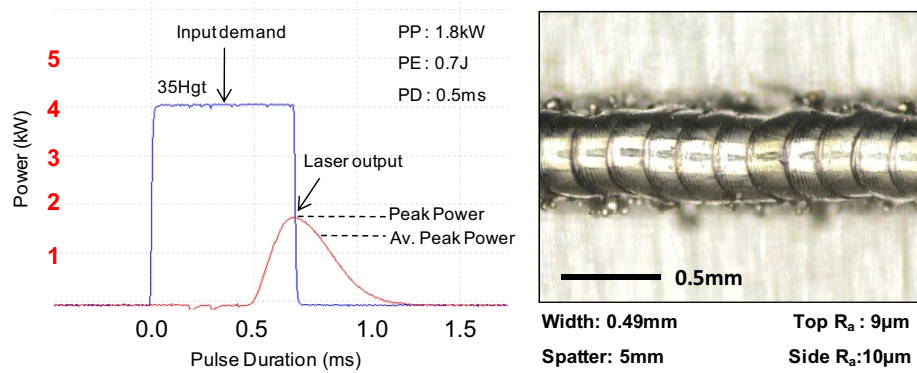 Input demand
35Hgt
PP : 1.8kW
PE : 0.7J
PD : 0.5ms
Laser output
Peak Power
Av. Peak Power
Power (kW)
5
4
3
2
1
0.0 0.5 1.0 1.5
Pulse Duration (ms)
0.5mm
Width: 0.49mm Top Ra : 9µm
Spatter: 5mm Side Ra:10µm